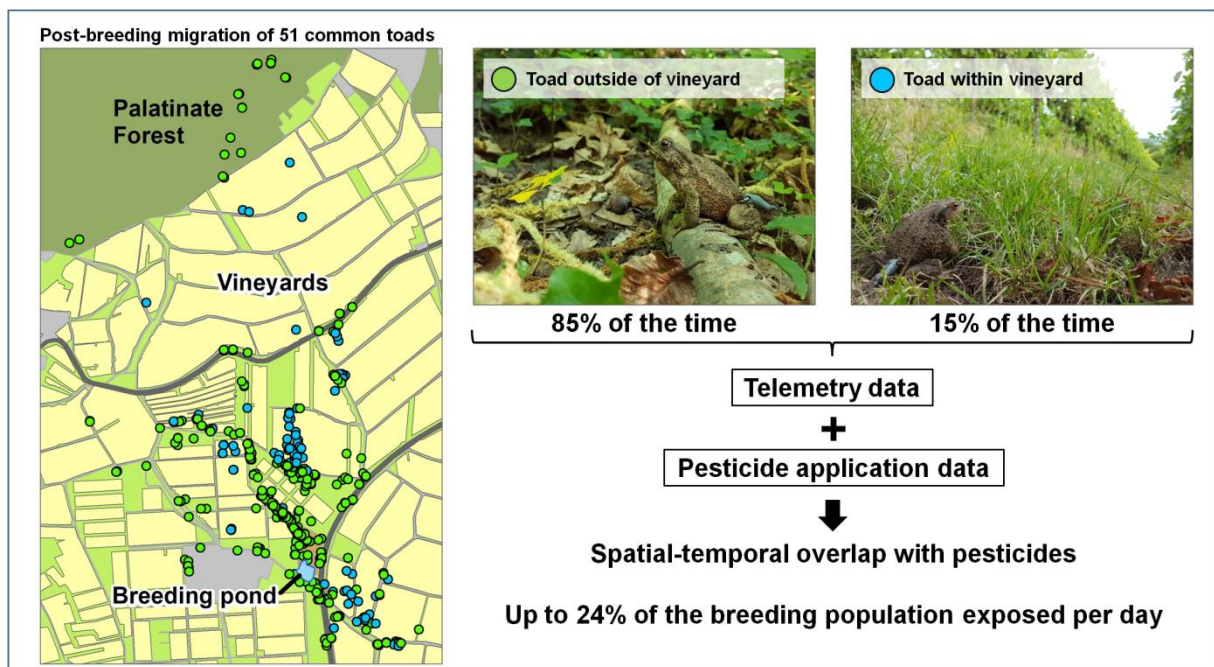 Post-breeding migration of 51 common toads
Palatinate
Forest
Vineyards
Breeding pond
Toad outside of vineyard
Toad within vineyard
85% of the time
15% of the time
Telemetry data
+
Pesticide application data
Spatial-temporal overlap with pesticides
Up to 24% of the breeding population exposed per day